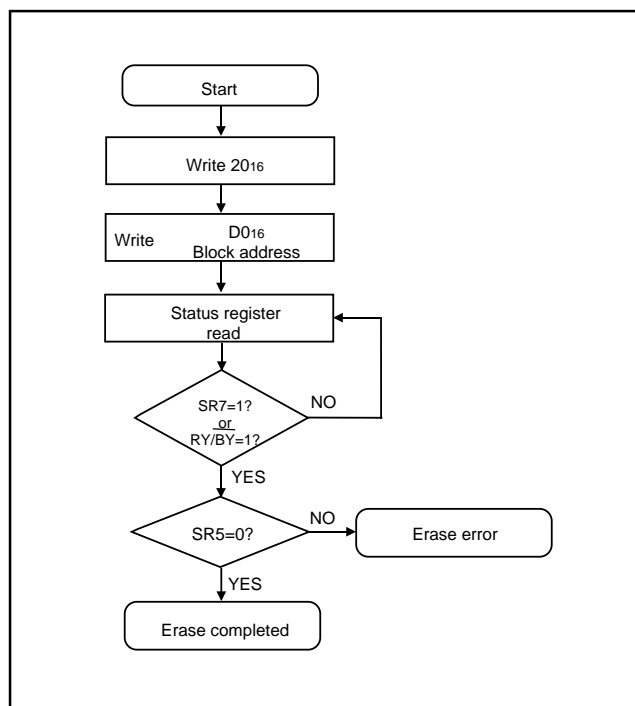 Start
Write 2016
Write D016
Block address
Status register
read
SR7=1?
or
RY/BY=1?
NO
YES
SR5=0?
NO
Erase error
YES
Erase completed